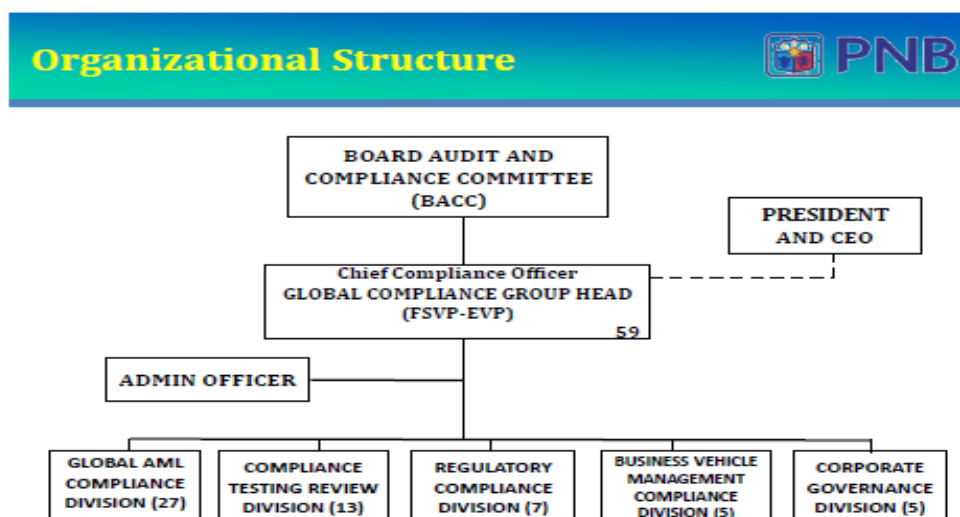 Organizational Structure
PNB
BOARD AUDIT AND
COMPLIANCE COMMITTEE
(BACC)
PRESIDENT
AND CEO
Chief Compliance Officer
GLOBAL COMPLIANCE GROUP HEAD
(FSVP-EVP)
59
ADMIN OFFICER
GLOBAL AML
COMPLIANCE
DIVISION (27)
COMPLIANCE
TESTING REVIEW
DIVISION (13)
REGULATORY
COMPLIANCE
DIVISION (7)
BUSINESS VEHICLE
MANAGEMENT
COMPLIANCE
DIVISION (5)
CORPORATE
GOVERNANCE
DIVISION (5)